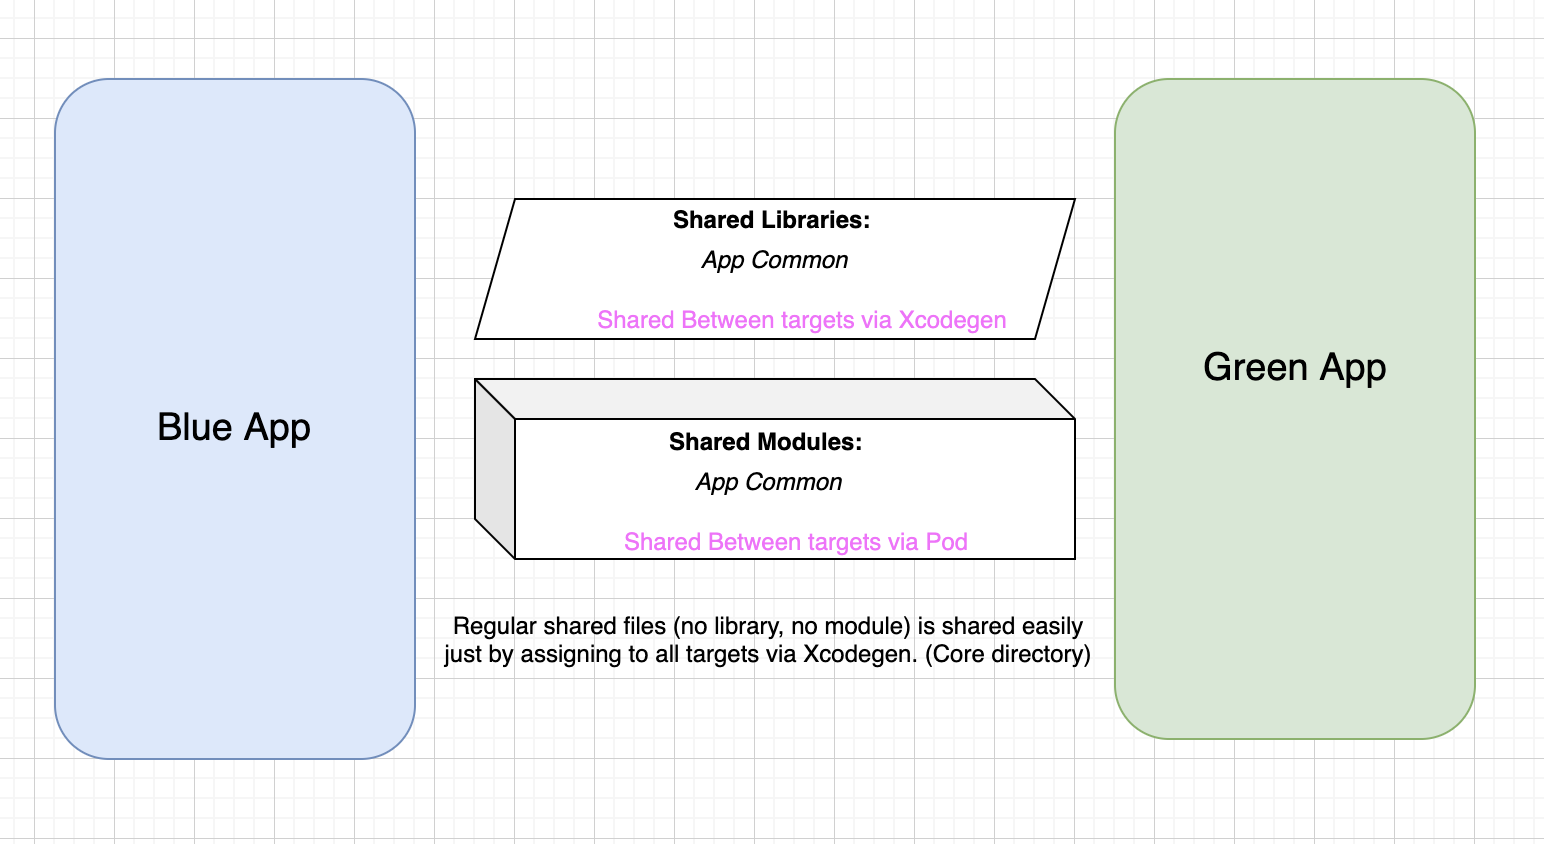 Blue App
Shared Libraries:
App Common
Shared Between targets via Xcodegen
Shared Modules:
App Common
Shared Between targets via Pod
Regular shared files (no library, no module) is shared easily
just by assigning to all targets via Xcodegen. (Core directory)
Green App